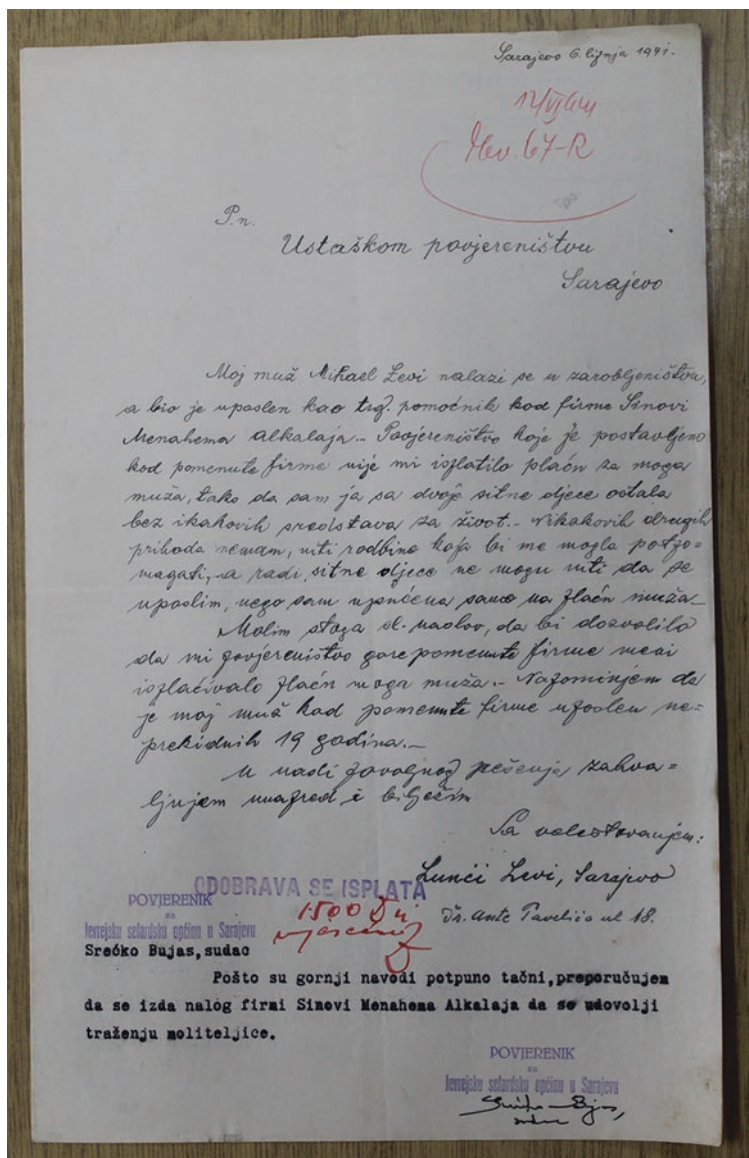 Sarajevo 6. lipnja 1941.
12/VI 1941
67-R
P.n.
Ustaškom povjereništvu
Sarajevo
Moj muž Mihael Levi nalazi se u zarobljeništvu,
a bio je uposlen kao trg. pomoćnik kod firme Sinovi
Menahema Alkalaja.- Povjereništvo koje je postavljeno
kod pomenute firme nije mi isplatilo plaću za moga
muža, tako da sam ja sa dvoje sitne djece ostala
bez ikakovih sredstava za život.- Nikakovih drugih
prihoda nemam, niti rodbine koja bi me mogla potpo=
magati, a radi sitne djece ne mogu niti da se
uposlim, nego sam upućena samo na plaću muža.-
Molim stoga sl. naslov, da bi dozvolilo
da mi povjereništvo gore pomenute firme meni
isplaćivalo plaću moga muža.- Napominjem da
je moj muž kod pomenute firme uposlen ne=
prekidnih 19 godina.-
U nadi povoljnog rješenja zahva=
ljujem unapred i bilježim
Sa veleštovanjem:
Lunči Levi, Sarajevo
Dr. Ante Pavelića ul 18.
ODOBRAVA SE ISPLATA
1500 Din
mjesečno
POVJERENIK
za
Jevrejsku sefardsku općinu u Sarajevu
Srećko Bujas, sudac
Pošto su gornji navodi potpuno tačni, preporučujem
da se izda nalog firmi Sinovi Menahema Alkalaja da se udovolji
traženju moliteljice.
POVJERENIK
za
Jevrejsku sefardsku općinu u Sarajevu
Srećko Bujas,
sudac